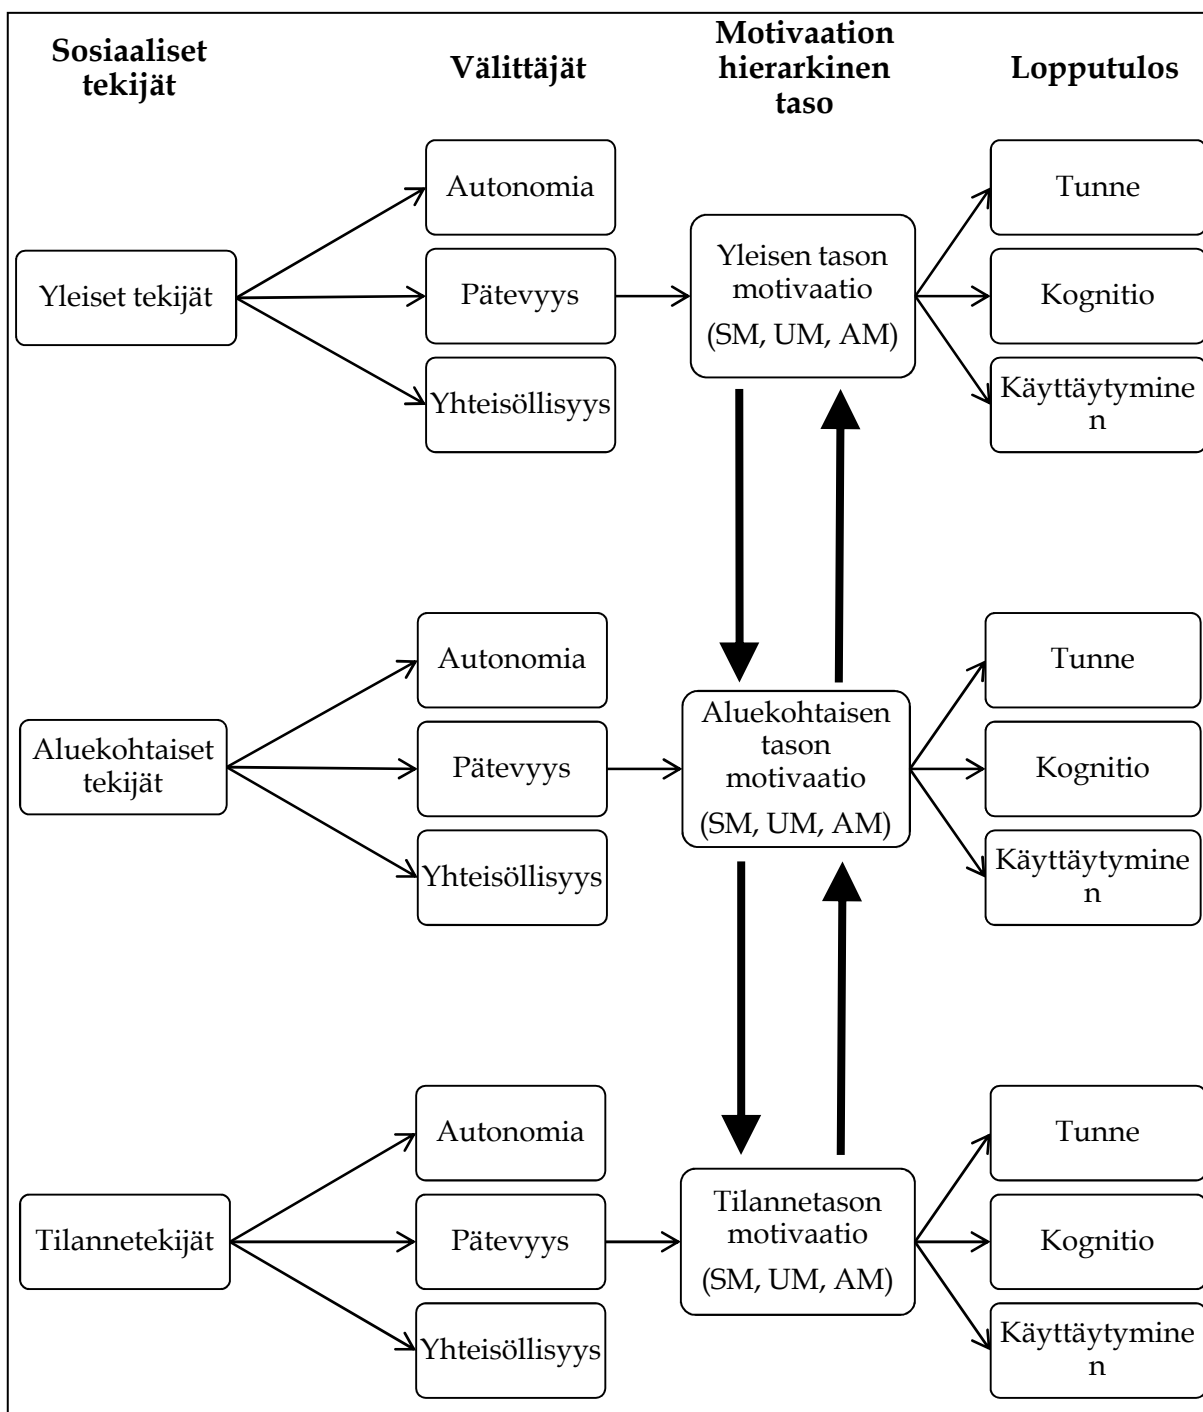 Sosiaaliset
tekijät
Välittäjät
Motivaation
hierarkinen
taso
Lopputulos
Yleiset tekijät
Autonomia
Pätevyys
Yhteisöllisyys
Yleisen tason
motivaatio
(SM, UM, AM)
Tunne
Kognitio
Käyttäytymine
n
Aluekohtaiset
tekijät
Autonomia
Pätevyys
Yhteisöllisyys
Aluekohtaisen
tason
motivaatio
(SM, UM, AM)
Tunne
Kognitio
Käyttäytymine
n
Tilannetekijät
Autonomia
Pätevyys
Yhteisöllisyys
Tilannetason
motivaatio
(SM, UM, AM)
Tunne
Kognitio
Käyttäytymine
n